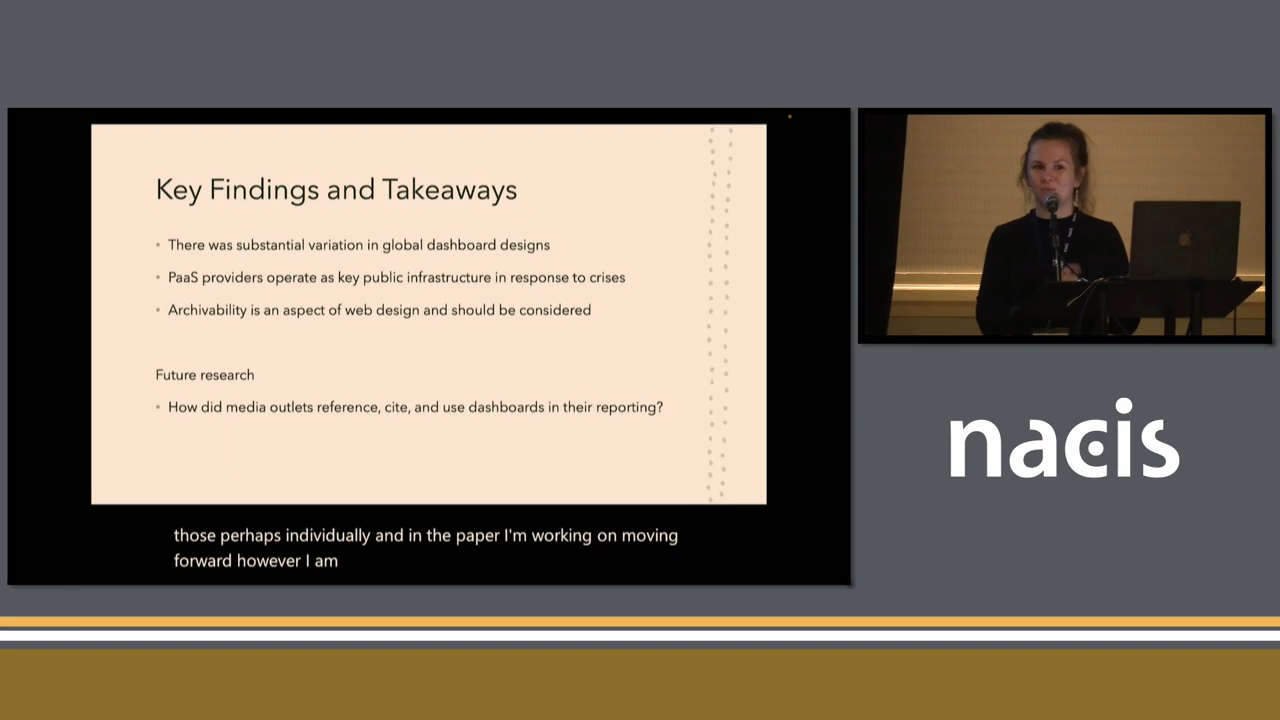 Key Findings and Takeaways
• There was substantial variation in global dashboard designs
• PaaS providers operate as key public infrastructure in response to crises
• Archivability is an aspect of web design and should be considered
Future research
• How did media outlets reference, cite, and use dashboards in their reporting?
those perhaps individually and in the paper I'm working on moving
forward however I am
nacis